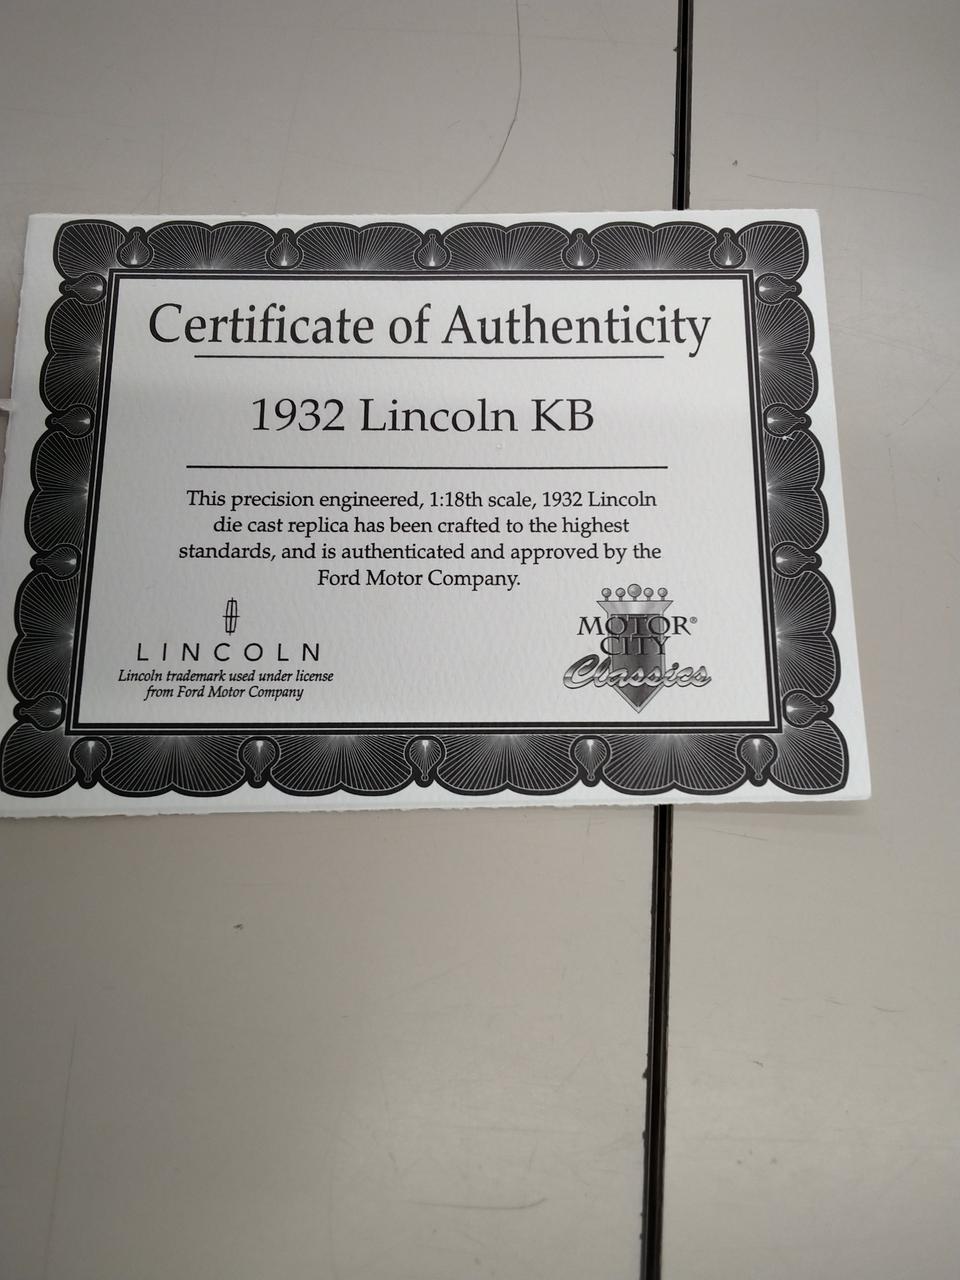 Certificate of Authenticity
1932 Lincoln KB
This precision engineered, 1:18th scale, 1932 Lincoln
die cast replica has been crafted to the highest
standards, and is authenticated and approved by the
Ford Motor Company.
LINCOLN
Lincoln trademark used under license
from Ford Motor Company
MOTOR®
CITY
Classics